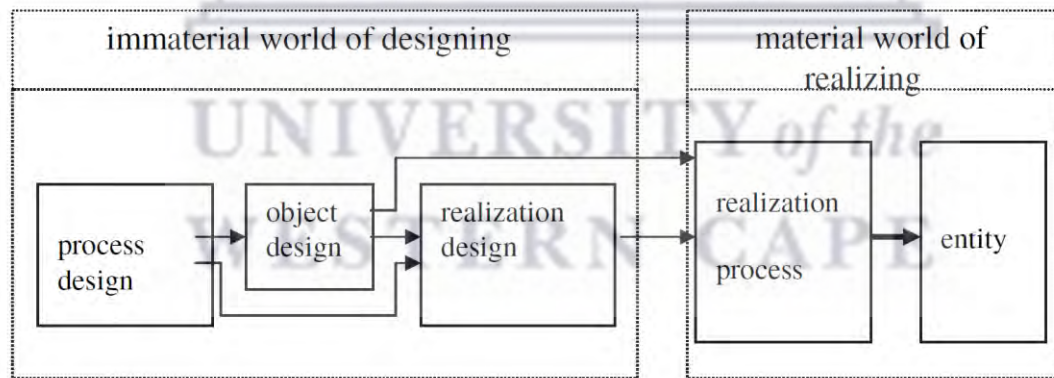 immaterial world of designing
material world of
realizing
UNIVERSITY of the
WESTERN CAPE
process
design
object
design
realization
design
realization
process
entity